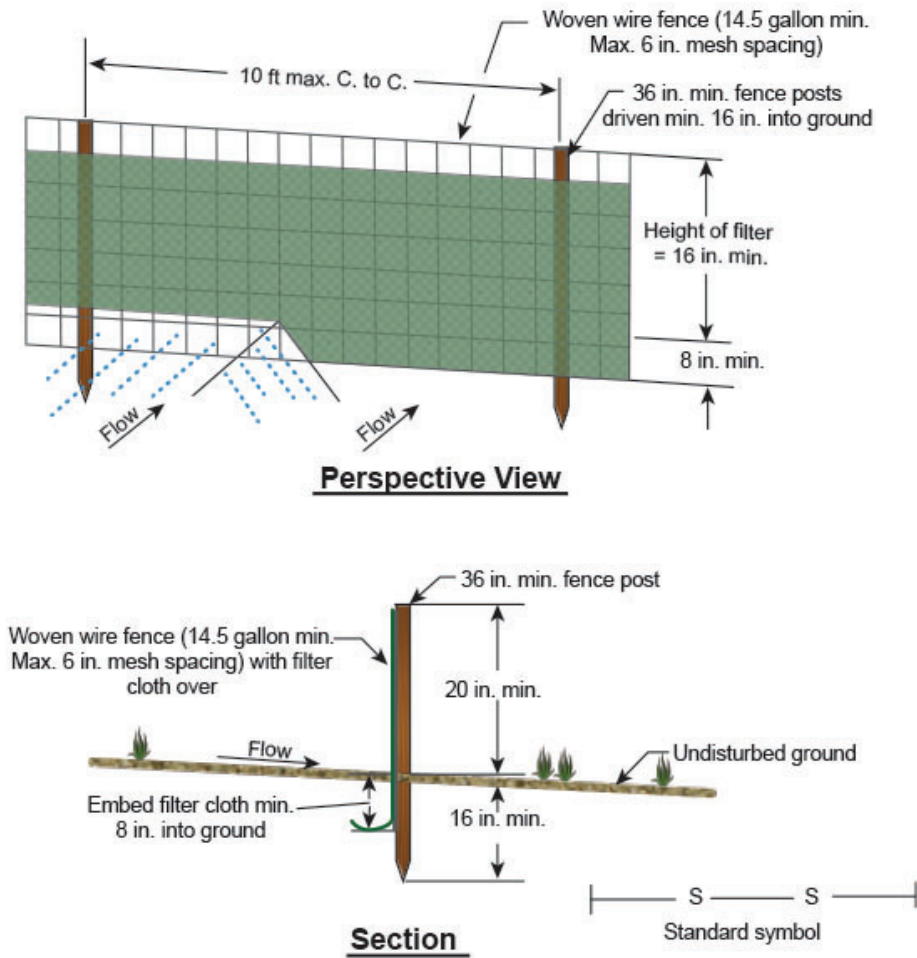 Woven wire fence (14.5 gallon min.
Max. 6 in. mesh spacing)
10 ft max. C. to C.
36 in. min. fence posts
driven min. 16 in. into ground
Height of filter
= 16 in. min.
8 in. min.
Flow
Flow
Perspective View
36 in. min. fence post
Woven wire fence (14.5 gallon min.
Max. 6 in. mesh spacing) with filter
cloth over
20 in. min.
Flow
Undisturbed ground
Embed filter cloth min.
8 in. into ground
16 in. min.
S S
Standard symbol
Section